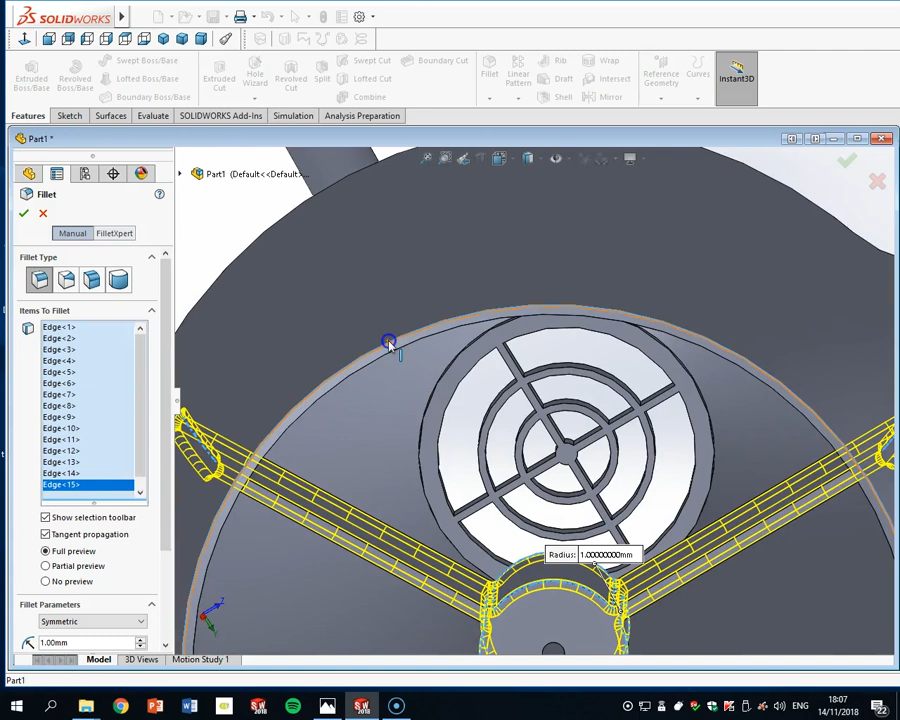 SOLIDWORKS
Extruded Boss/Base
Revolved Boss/Base
Swept Boss/Base
Lofted Boss/Base
Boundary Boss/Base
Extruded Cut
Hole Wizard
Revolved Cut
Split
Swept Cut
Lofted Cut
Combine
Boundary Cut
Fillet
Linear Pattern
Rib
Draft
Shell
Wrap
Intersect
Mirror
Reference Geometry
Curves
Instant3D
Features
Sketch
Surfaces
Evaluate
SOLIDWORKS Add-Ins
Simulation
Analysis Preparation
Part1 *
Part1 (Default<<Default>...
Fillet
Manual
FilletXpert
Fillet Type
Items To Fillet
Edge<1>
Edge<2>
Edge<3>
Edge<4>
Edge<5>
Edge<6>
Edge<7>
Edge<8>
Edge<9>
Edge<10>
Edge<11>
Edge<12>
Edge<13>
Edge<14>
Edge<15>
Show selection toolbar
Tangent propagation
Full preview
Partial preview
No preview
Fillet Parameters
Symmetric
1.00mm
Radius: 1.00000000mm
Model
3D Views
Motion Study 1
Part1
ENG
18:07
14/11/2018
22